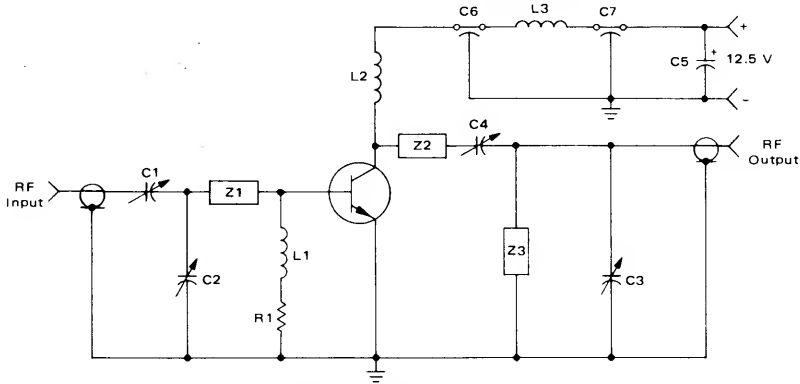 C6
L3
C7
+
L2
C5
+
12.5 V
-
C4
Z2
RF
Output
C1
RF
Input
Z1
C2
L1
Z3
C3
R1